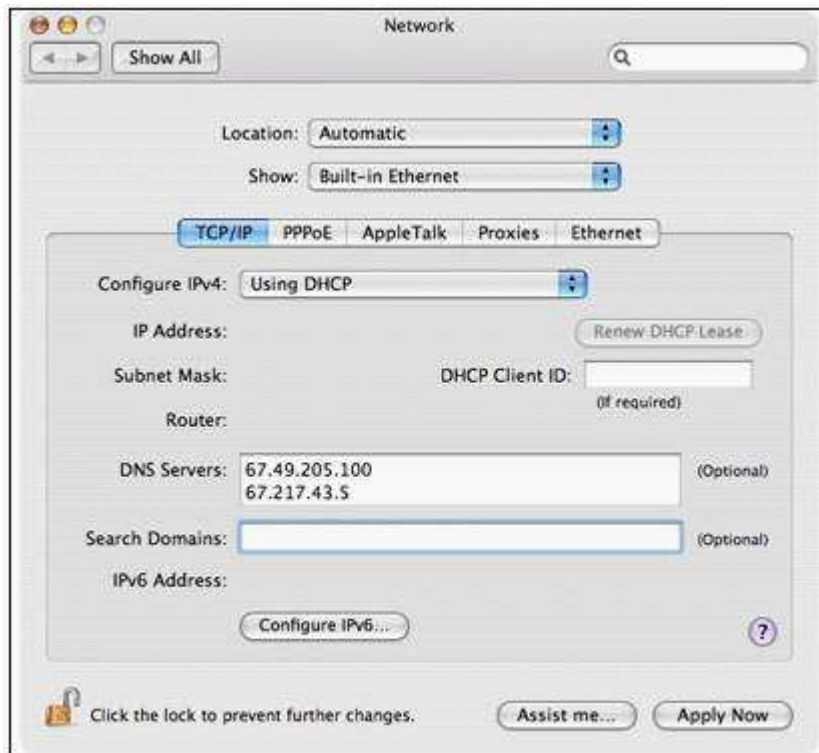 Network
Show All
Location: Automatic
Show: Built-in Ethernet
TCP/IP PPPoE AppleTalk Proxies Ethernet
Configure IPv4: Using DHCP
IP Address: Renew DHCP Lease
Subnet Mask: DHCP Client ID:
(If required)
Router:
DNS Servers: 67.49.205.100 (Optional)
67.217.43.5
Search Domains: (Optional)
IPv6 Address:
Configure IPv6... ?
Click the lock to prevent further changes. Assist me... Apply Now